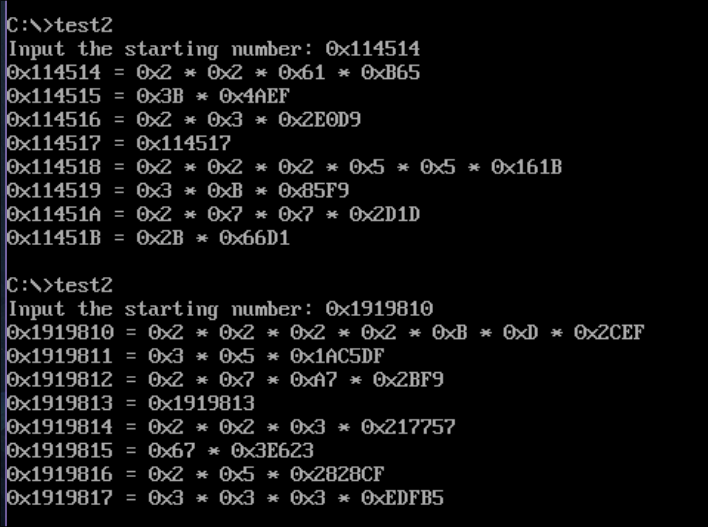 C:\>test2
Input the starting number: 0x114514
0x114514 = 0x2 * 0x2 * 0x61 * 0xB65
0x114515 = 0x3B * 0x4AEF
0x114516 = 0x2 * 0x3 * 0x2E0D9
0x114517 = 0x114517
0x114518 = 0x2 * 0x2 * 0x2 * 0x5 * 0x5 * 0x161B
0x114519 = 0x3 * 0xB * 0x85F9
0x11451A = 0x2 * 0x7 * 0x7 * 0x2D1D
0x11451B = 0x2B * 0x66D1
C:\>test2
Input the starting number: 0x1919810
0x1919810 = 0x2 * 0x2 * 0x2 * 0x2 * 0xB * 0xD * 0x2CEF
0x1919811 = 0x3 * 0x5 * 0x1AC5DF
0x1919812 = 0x2 * 0x7 * 0xA7 * 0x2BF9
0x1919813 = 0x1919813
0x1919814 = 0x2 * 0x2 * 0x3 * 0x217757
0x1919815 = 0x67 * 0x3E623
0x1919816 = 0x2 * 0x5 * 0x2828CF
0x1919817 = 0x3 * 0x3 * 0x3 * 0xEDFB5